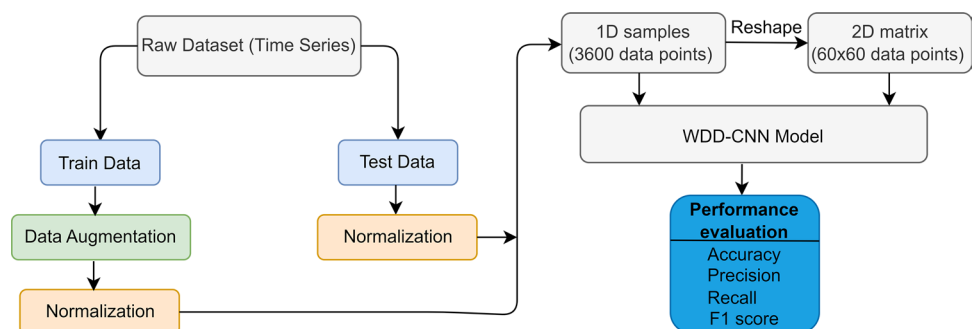 Raw Dataset (Time Series)
Train Data
Test Data
Data Augmentation
Normalization
Normalization
1D samples
(3600 data points)
Reshape
2D matrix
(60x60 data points)
WDD-CNN Model
Performance
evaluation
Accuracy
Precision
Recall
F1 score